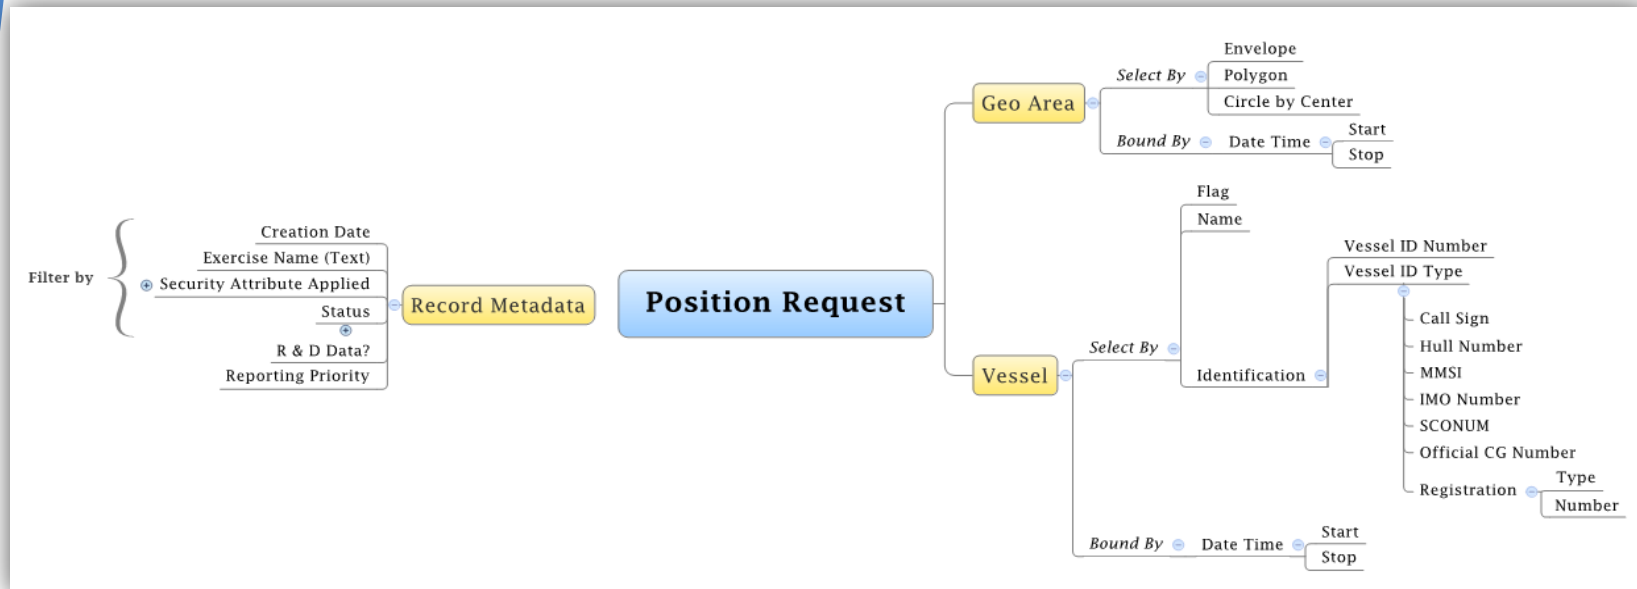 Envelope
Select By
Polygon
Geo Area
Circle by Center
Bound By
Date Time
Start
Stop
Flag
Name
Creation Date
Exercise Name (Text)
Filter by
Security Attribute Applied
Status
R & D Data?
Reporting Priority
Record Metadata
Position Request
Vessel
Select By
Identification
Vessel ID Number
Vessel ID Type
Call Sign
Hull Number
MMSI
IMO Number
SCONUM
Official CG Number
Registration
Type
Number
Bound By
Date Time
Start
Stop